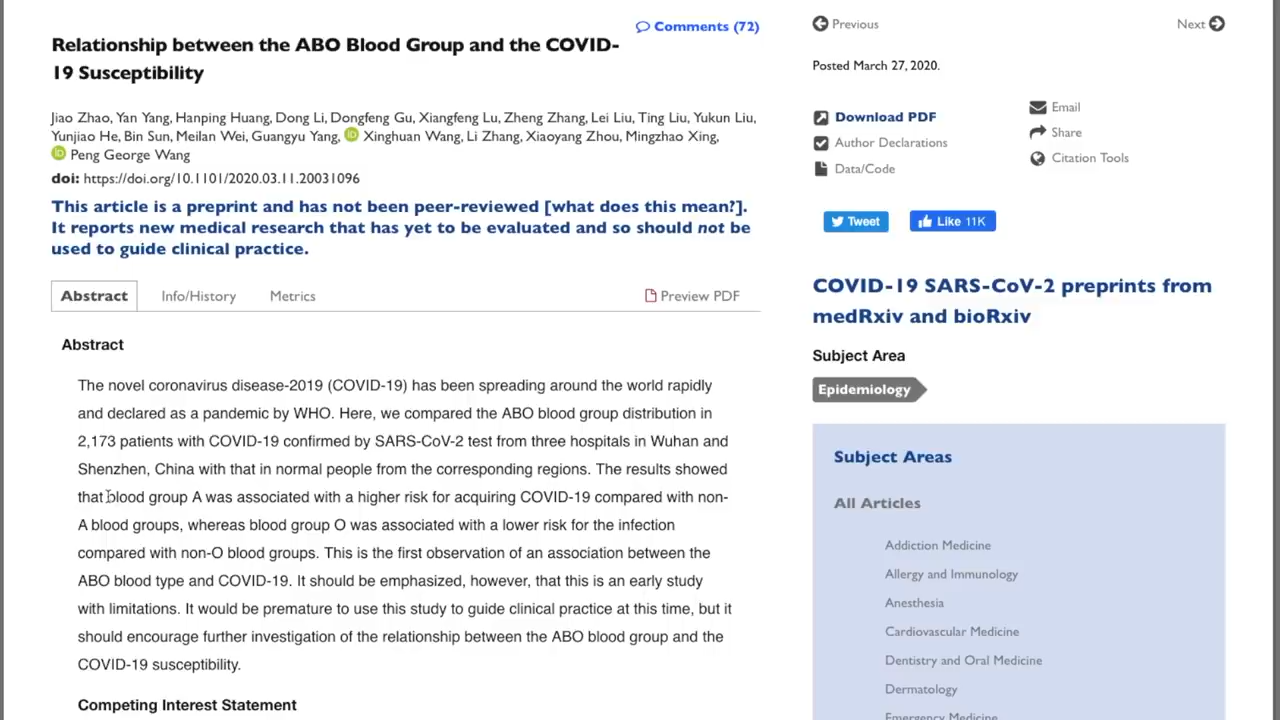 Comments (72)
Relationship between the ABO Blood Group and the COVID-
19 Susceptibility
Jiao Zhao, Yan Yang, Hanping Huang, Dong Li, Dongfeng Gu, Xiangfeng Lu, Zheng Zhang, Lei Liu, Ting Liu, Yukun Liu,
Yunjiao He, Bin Sun, Meilan Wei, Guangyu Yang, iD Xinghuan Wang, Li Zhang, Xiaoyang Zhou, Mingzhao Xing,
iD Peng George Wang
doi: https://doi.org/10.1101/2020.03.11.20031096
This article is a preprint and has not been peer-reviewed [what does this mean?].
It reports new medical research that has yet to be evaluated and so should not be
used to guide clinical practice.
Abstract Info/History Metrics Preview PDF
Abstract
The novel coronavirus disease-2019 (COVID-19) has been spreading around the world rapidly
and declared as a pandemic by WHO. Here, we compared the ABO blood group distribution in
2,173 patients with COVID-19 confirmed by SARS-CoV-2 test from three hospitals in Wuhan and
Shenzhen, China with that in normal people from the corresponding regions. The results showed
that blood group A was associated with a higher risk for acquiring COVID-19 compared with non-
A blood groups, whereas blood group O was associated with a lower risk for the infection
compared with non-O blood groups. This is the first observation of an association between the
ABO blood type and COVID-19. It should be emphasized, however, that this is an early study
with limitations. It would be premature to use this study to guide clinical practice at this time, but it
should encourage further investigation of the relationship between the ABO blood group and the
COVID-19 susceptibility.
Competing Interest Statement
Previous Next
Posted March 27, 2020.
Download PDF
Author Declarations
Data/Code
Email
Share
Citation Tools
Tweet Like 11K
COVID-19 SARS-CoV-2 preprints from
medRxiv and bioRxiv
Subject Area
Epidemiology
Subject Areas
All Articles
Addiction Medicine
Allergy and Immunology
Anesthesia
Cardiovascular Medicine
Dentistry and Oral Medicine
Dermatology
Emergency Medicine